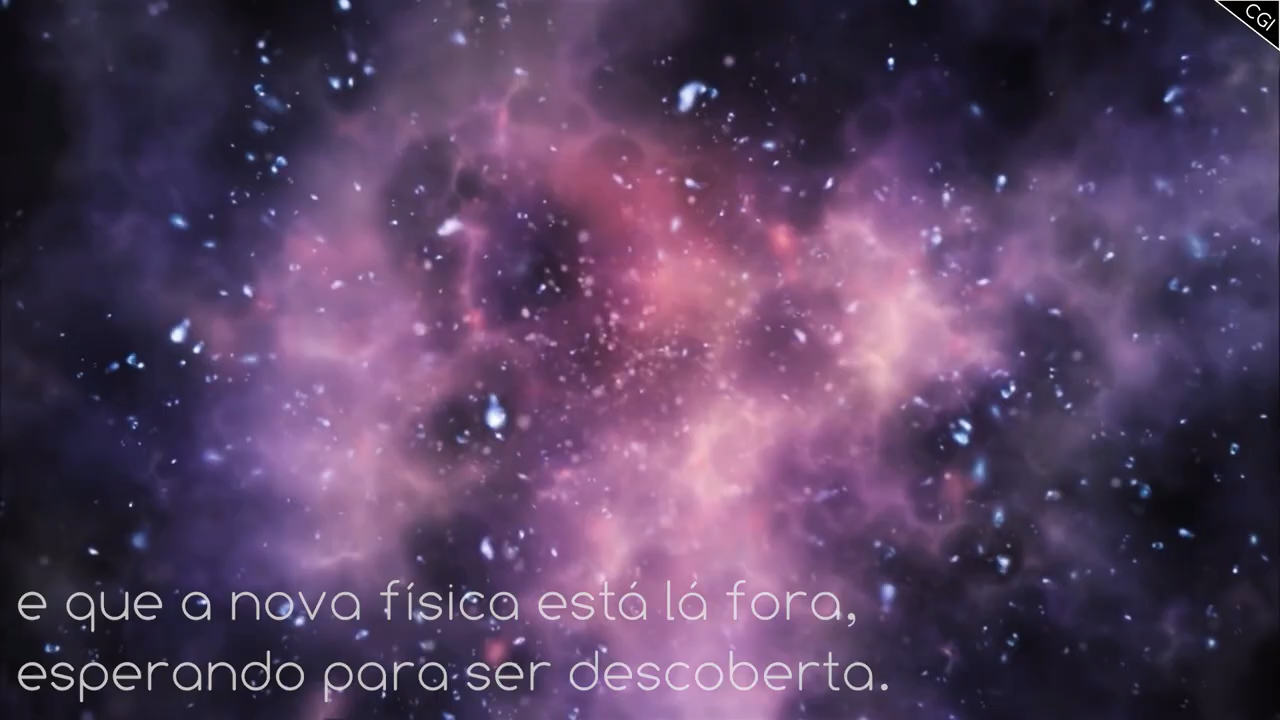 CGI
e que a nova física está lá fora,
esperando para ser descoberta.